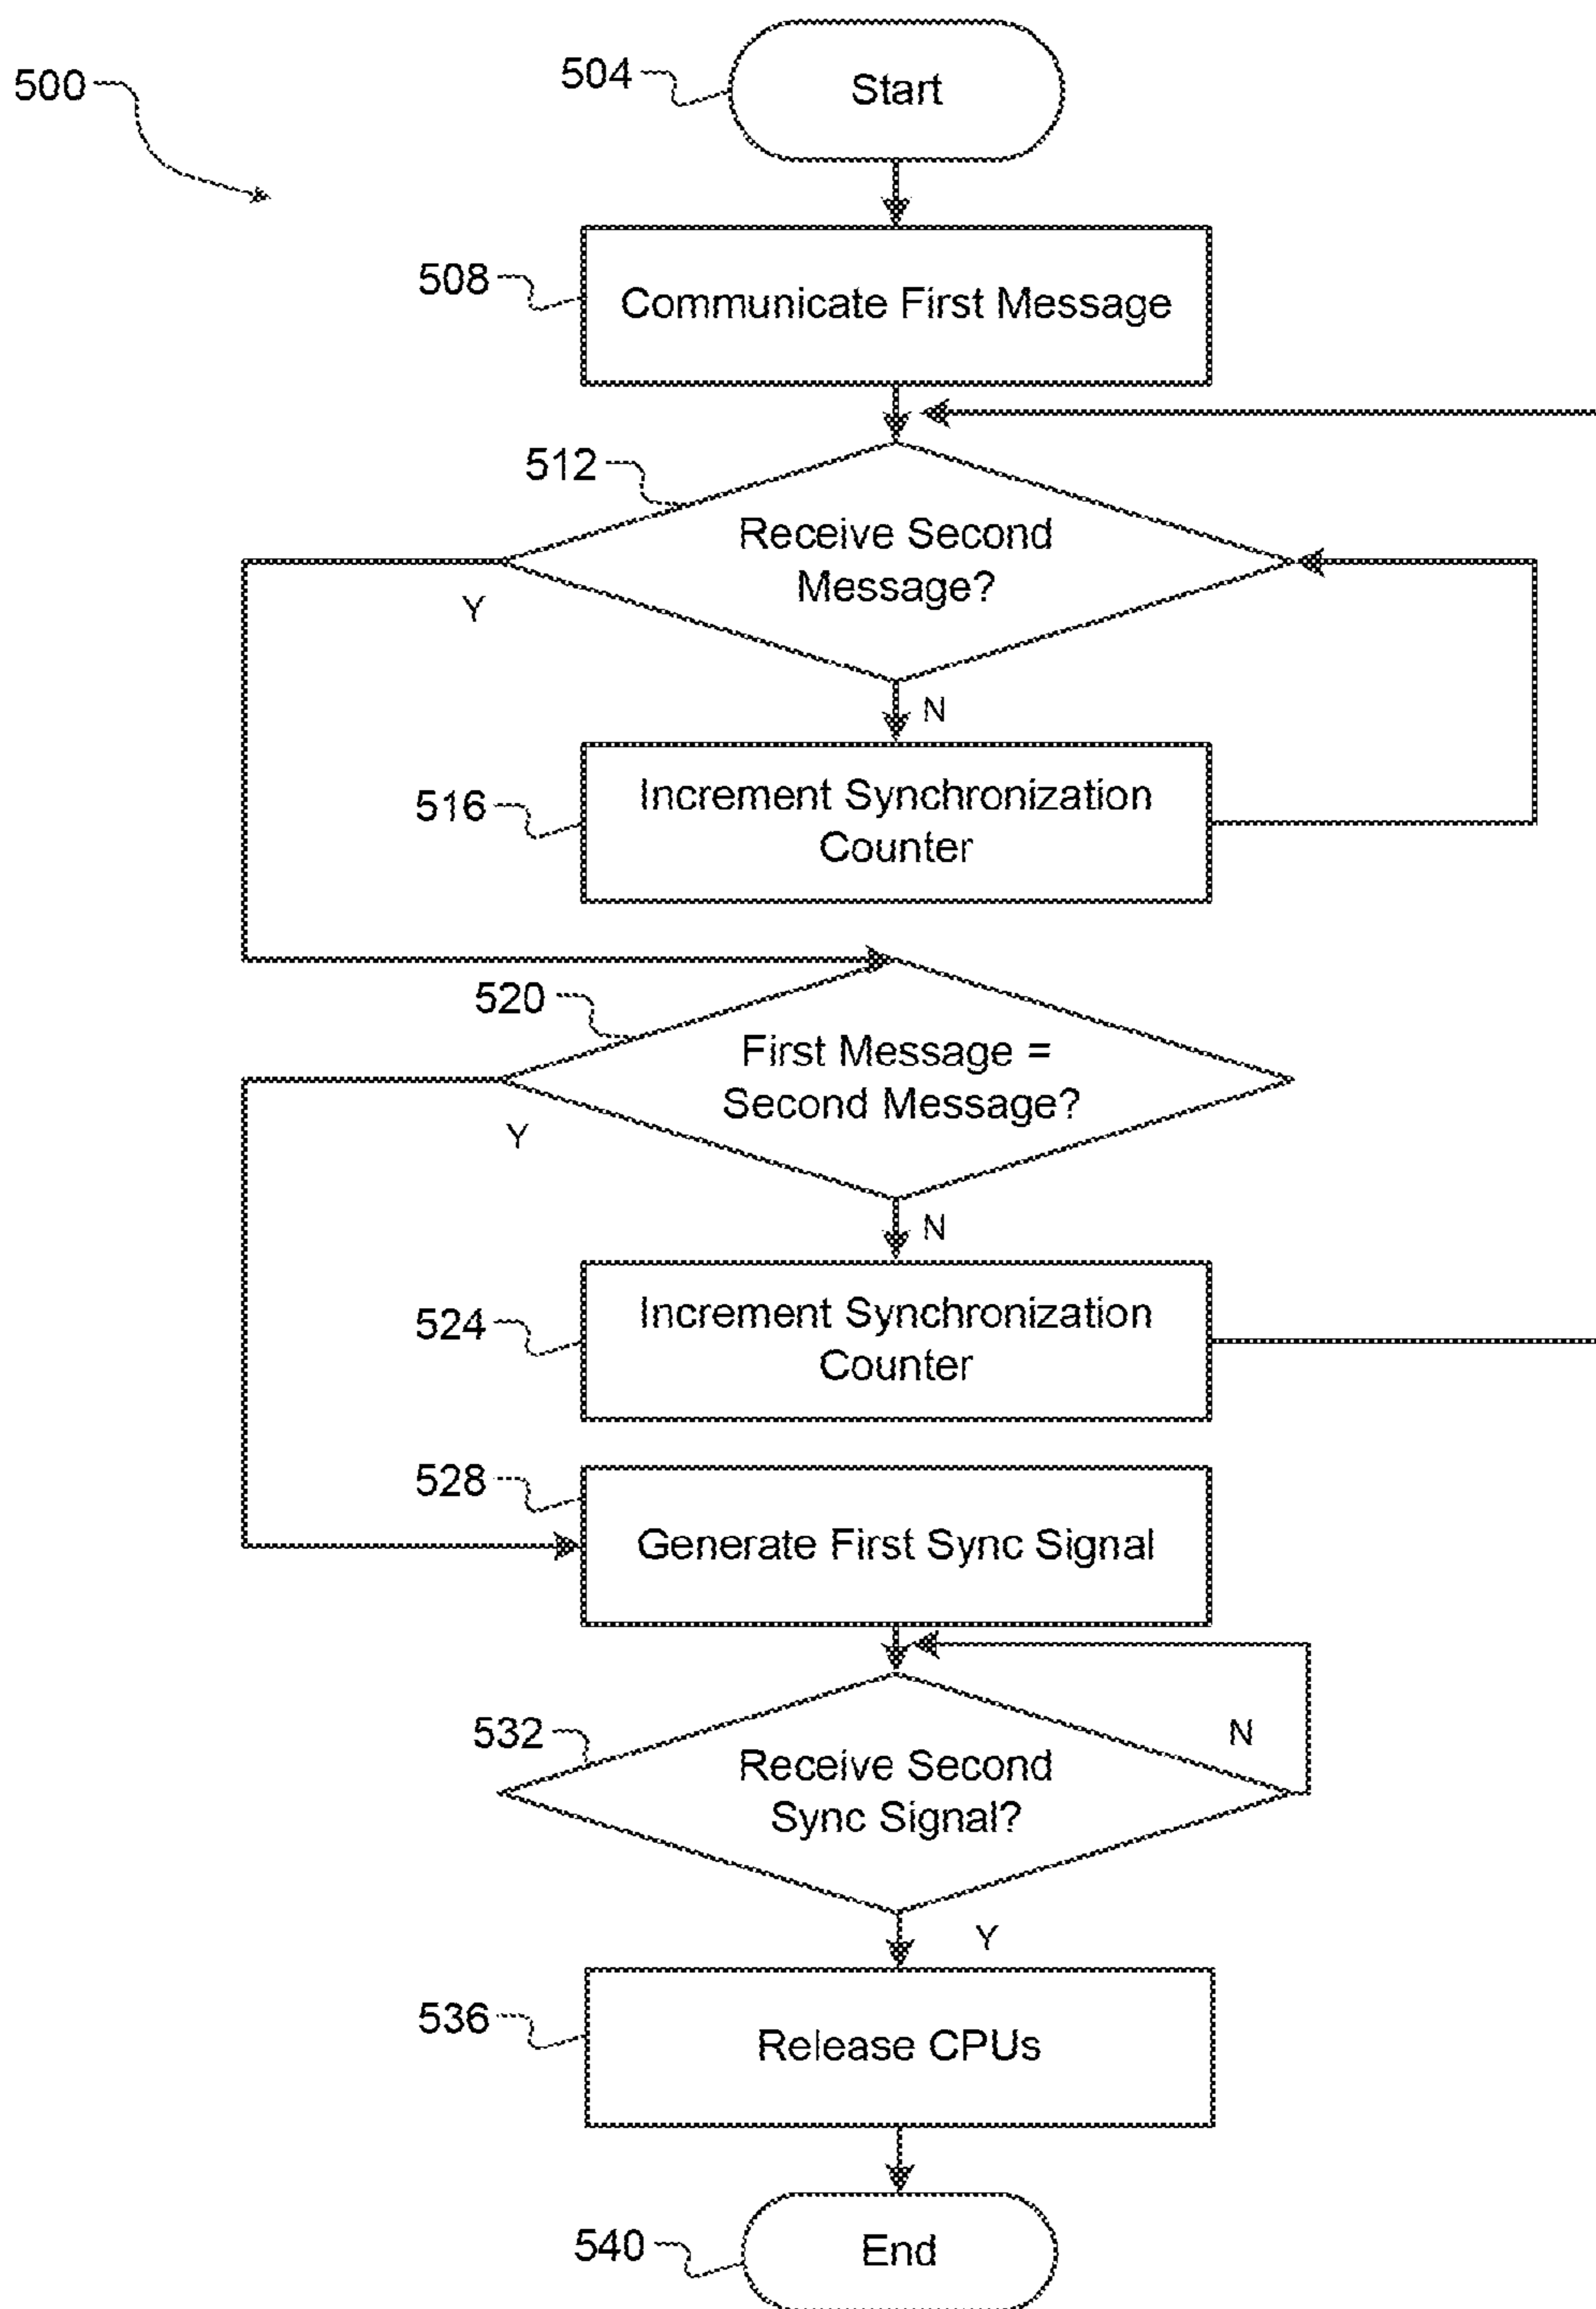 500
504
Start
508
Communicate First Message
512
Receive Second
Message?
Y
N
516
Increment Synchronization
Counter
520
First Message =
Second Message?
Y
N
524
Increment Synchronization
Counter
528
Generate First Sync Signal
532
N
Receive Second
Sync Signal?
Y
536
Release CPUs
540
End